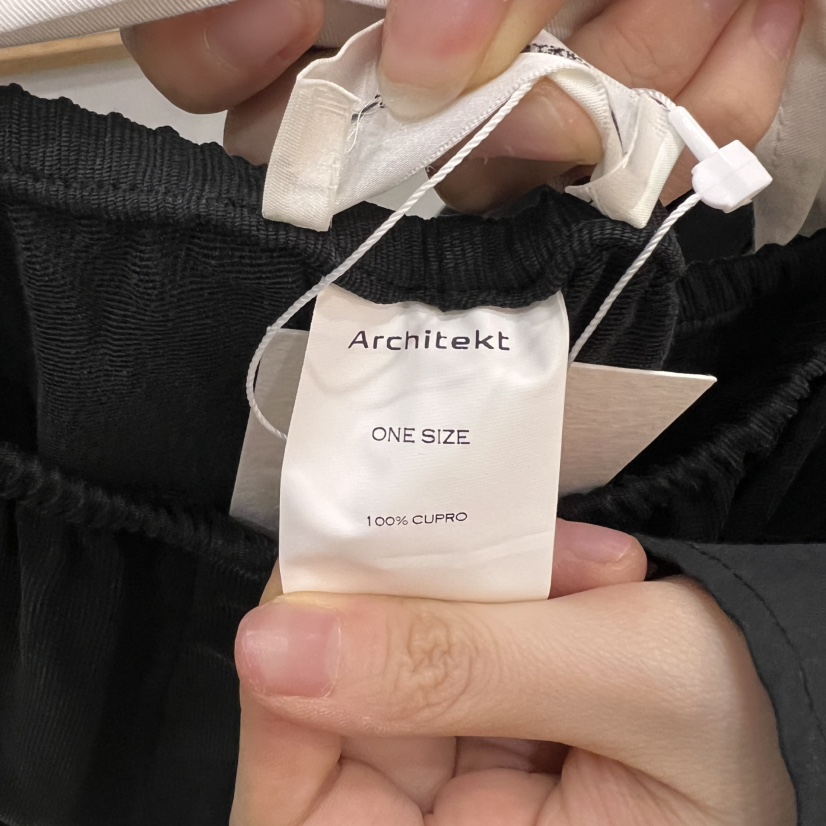 Architekt
ONE SIZE
100% CUPRO